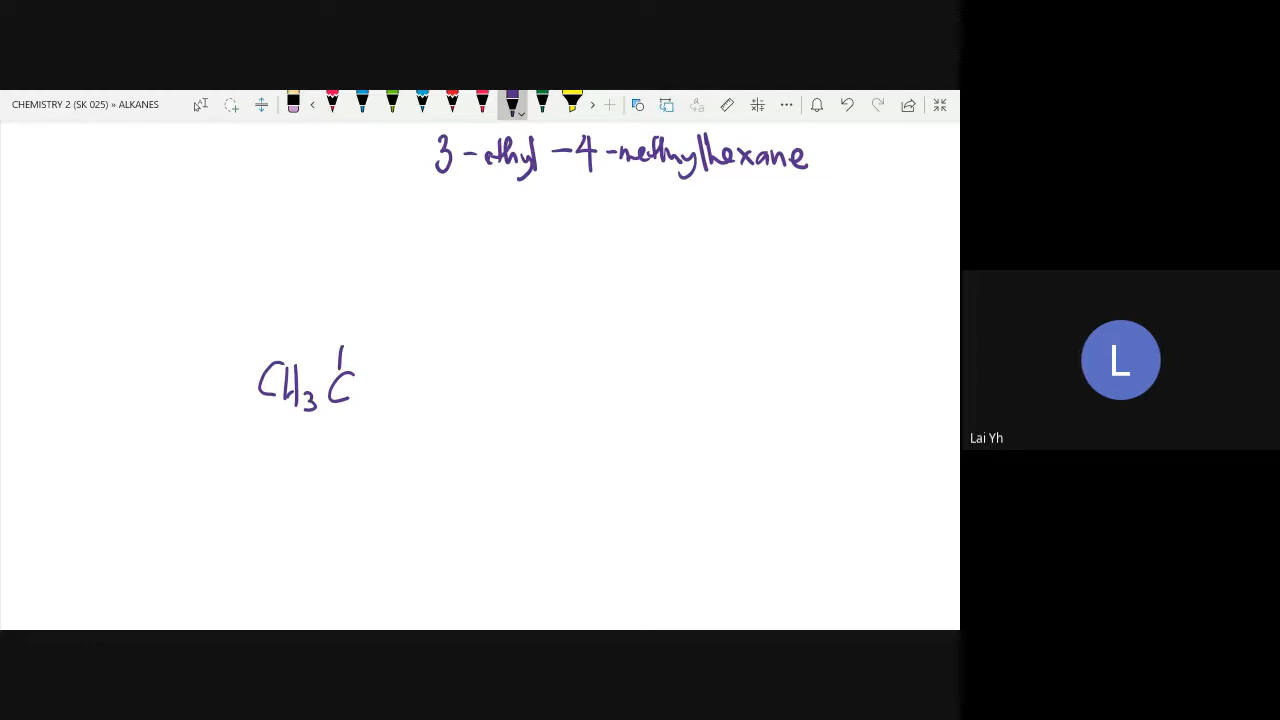 CHEMISTRY 2 (SK 025) » ALKANES
3-ethyl-4-methylhexane
CH3 C
L
Lai Yh